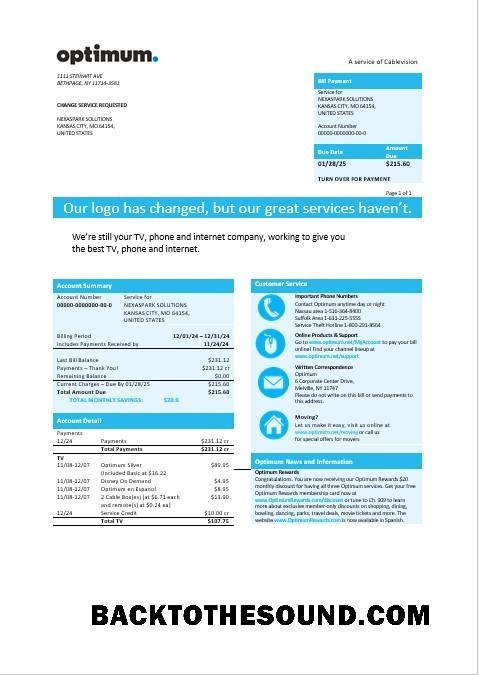 optimum.
A service of Cablevision
1111 STEWART AVE
BETHPAGE, NY 11714-3581
CHANGE SERVICE REQUESTED
NEXASPARK SOLUTIONS
KANSAS CITY, MO 64154,
UNITED STATES
Bill Payment
Service for
NEXASPARK SOLUTIONS
KANSAS CITY, MO 64154,
UNITED STATES
Account Number
00000-0000000-00-0
Due Date Amount Due
01/28/25 $215.60
TURN OVER FOR PAYMENT
Page 1 of 1
Our logo has changed, but our great services haven't.
We're still your TV, phone and internet company, working to give you
the best TV, phone and internet.
Account Summary
Account Number Service for
00000-0000000-00-0 NEXASPARK SOLUTIONS
KANSAS CITY, MO 64154,
UNITED STATES
Billing Period 12/01/24 – 12/31/24
Includes Payments Received by 11/24/24
Last Bill Balance $231.12
Payments – Thank You! $231.12 cr
Remaining Balance $0.00
Current Charges – Due By 01/28/25 $215.60
Total Amount Due $215.60
TOTAL MONTHLY SAVINGS: $20.0
Account Detail
Payments
12/24 Payments $231.12 cr
Total Payments $231.12 cr
TV
11/08-12/07 Optimum Silver $89.95
(Included Basic at $16.22
11/08-12/07 Disney On Demand $4.95
11/08-12/07 Optimum en Espanol $8.95
11/08-12/07 2 Cable Box(es) (at $6.71 each $13.90
and remote(s) at $0.24 ea)
12/24 Service Credit $10.00 cr
Total TV $107.75
Customer Service
Important Phone Numbers
Contact Optimum anytime day or night
Nassau area 1-516-364-8400
Suffolk Area 1-631-225-5555
Service Theft Hotline 1-800-291-8564
Online Products & Support
Go to www.optimum.net/MyAccount to pay your bill
online! Find your channel lineup at
www.optimum.net/support
Written Correspondence
Optimum
6 Corporate Center Drive,
Melville, NY 11747
Please do not write on this bill or send payments to
this address.
Moving?
Let us make it easy, visit us online at
www.optimum.net/moving or call us
for special offers for movers
Optimum News and Information
Optimum Rewards
Congratulations. You are now receiving our Optimum Rewards $20
monthly discount for having all three Optimum services. Get your free
Optimum Rewards membership card now at
www.OptimumRewards.com/discount or tune to Ch. 909 to learn
more about exclusive member-only discounts on shopping, dining,
bowling, dancing, parks, travel deals, movie tickets and more. The
website www.OptimumRewards.com is now available in Spanish.
BACKTOTHESOUND.COM